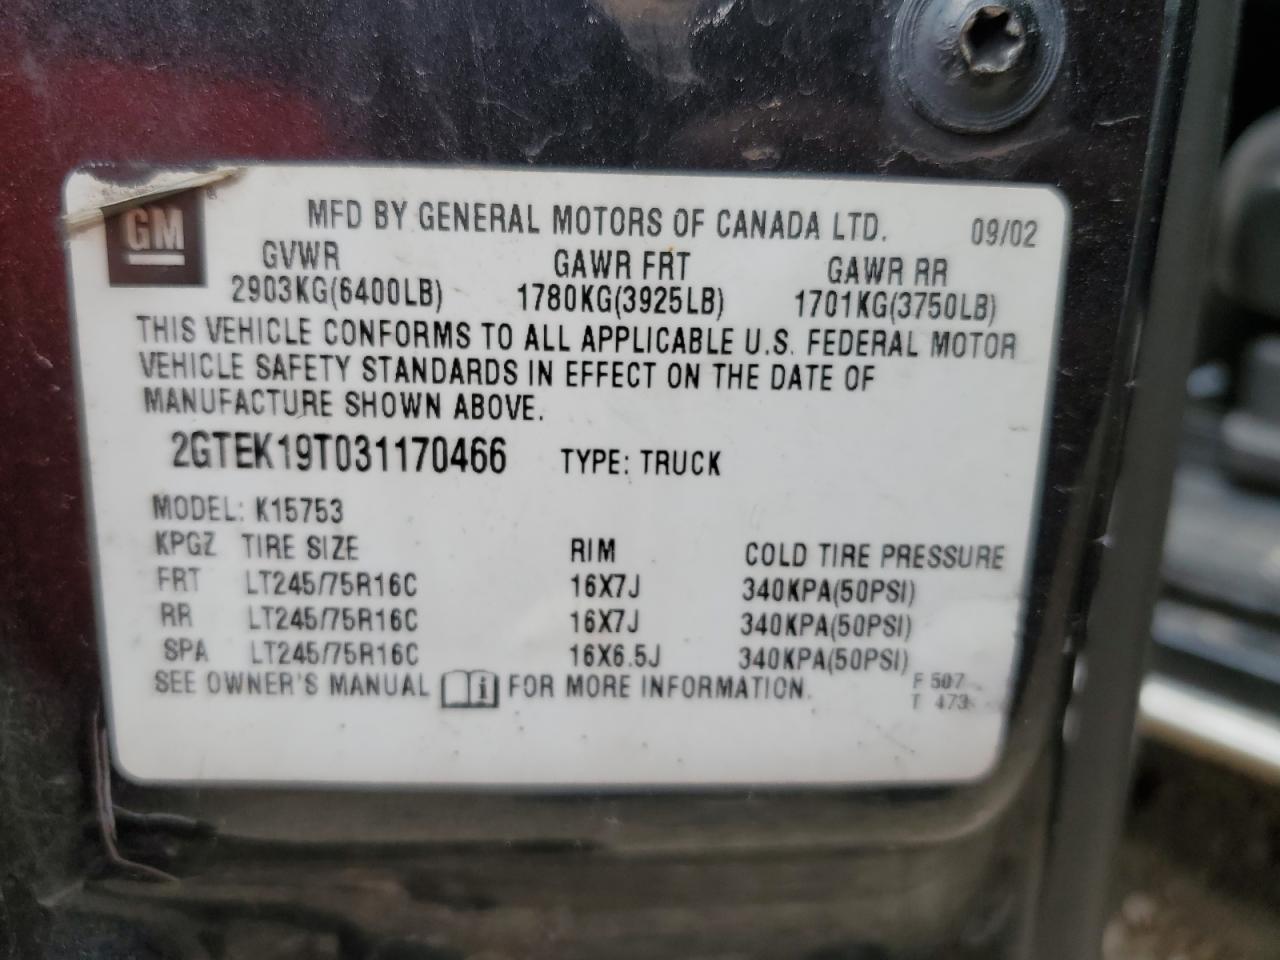 GM
MFD BY GENERAL MOTORS OF CANADA LTD. 09/02
GVWR GAWR FRT GAWR RR
2903KG(6400LB) 1780KG(3925LB) 1701KG(3750LB)
THIS VEHICLE CONFORMS TO ALL APPLICABLE U.S. FEDERAL MOTOR
VEHICLE SAFETY STANDARDS IN EFFECT ON THE DATE OF
MANUFACTURE SHOWN ABOVE.
2GTEK19T031170466 TYPE: TRUCK
MODEL: K15753
KPGZ TIRE SIZE RIM COLD TIRE PRESSURE
FRT LT245/75R16C 16X7J 340KPA(50PSI)
RR LT245/75R16C 16X7J 340KPA(50PSI)
SPA LT245/75R16C 16X6.5J 340KPA(50PSI)
SEE OWNER'S MANUAL i FOR MORE INFORMATION.
F 507
T 473